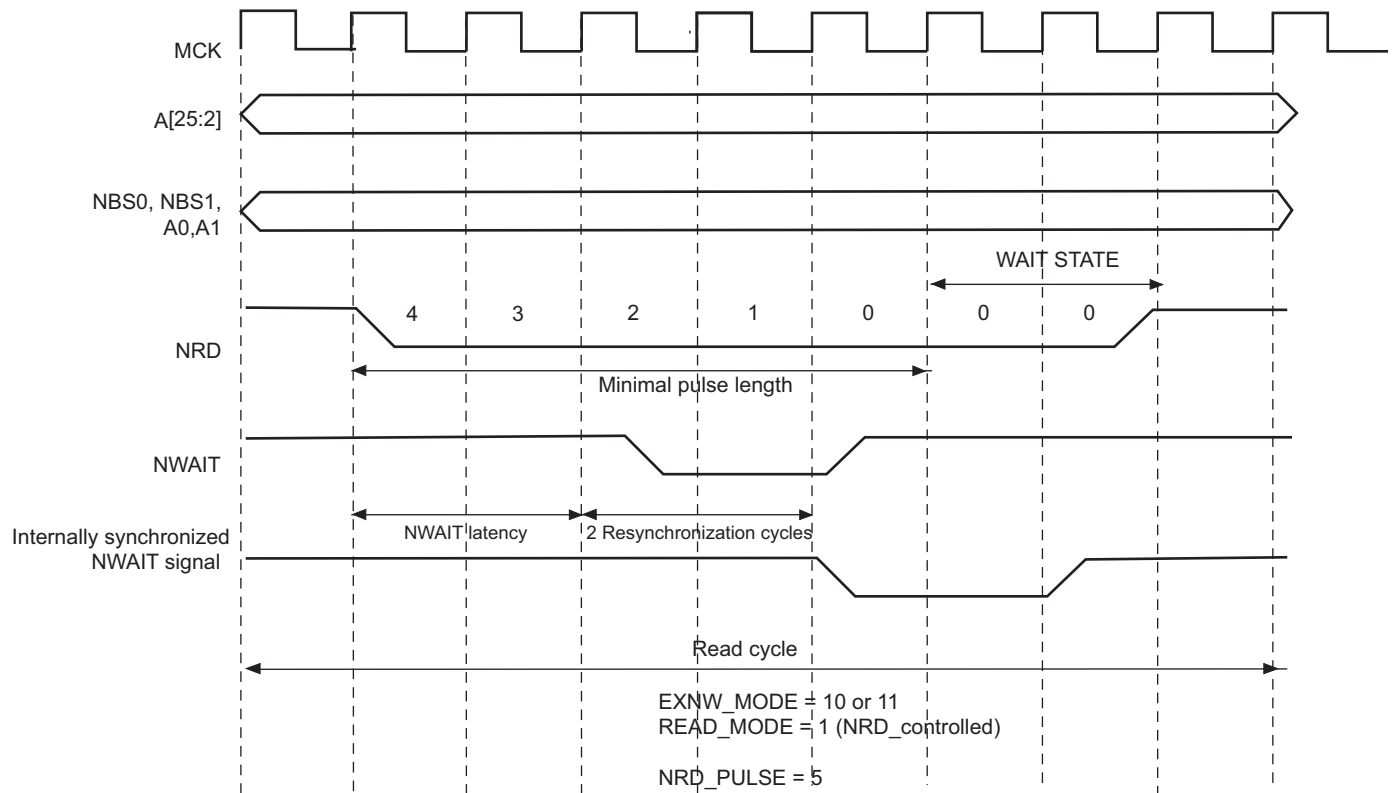 MCK
A[25:2]
NBS0, NBS1,
A0,A1
WAIT STATE
4 3 2 1 0 0 0
NRD
Minimal pulse length
NWAIT
NWAIT latency 2 Resynchronization cycles
Internally synchronized
NWAIT signal
Read cycle
EXNW_MODE = 10 or 11
READ_MODE = 1 (NRD_controlled)
NRD_PULSE = 5